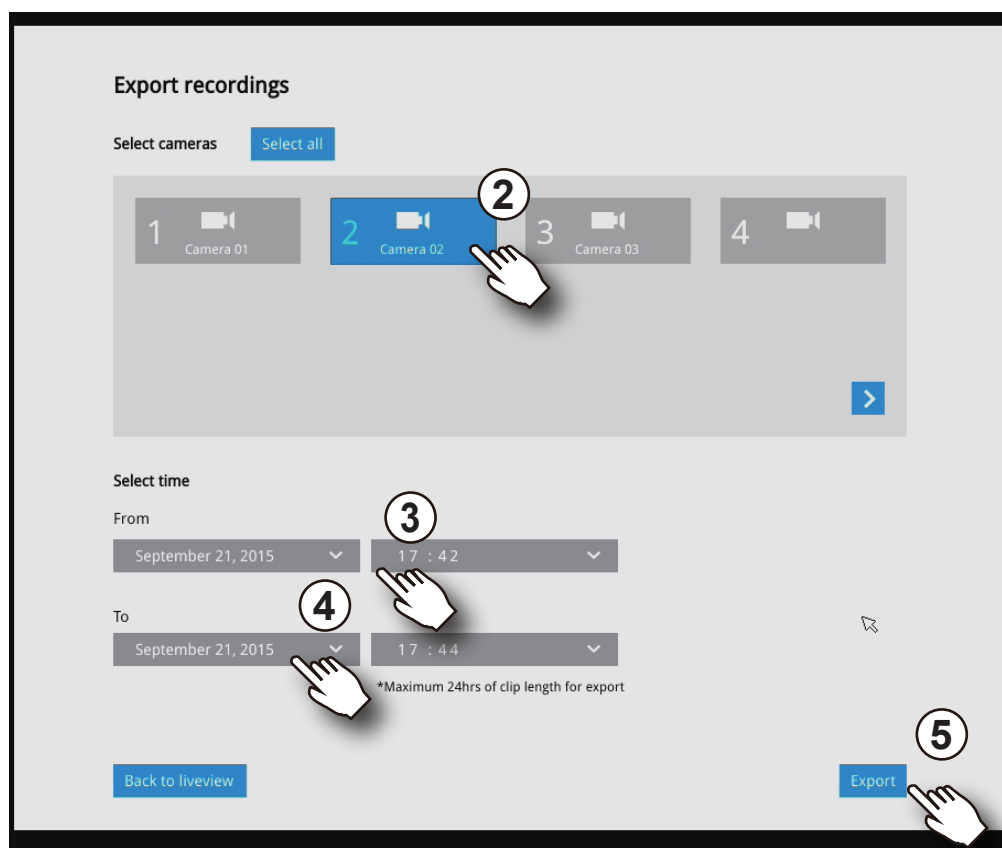 Export recordings
Select cameras Select all
2
1 2 3 4
Camera 01 Camera 02 Camera 03
Select time
From
3
September 21, 2015 17 : 42
4
To
September 21, 2015 17 : 44
*Maximum 24hrs of clip length for export
5
Back to liveview Export